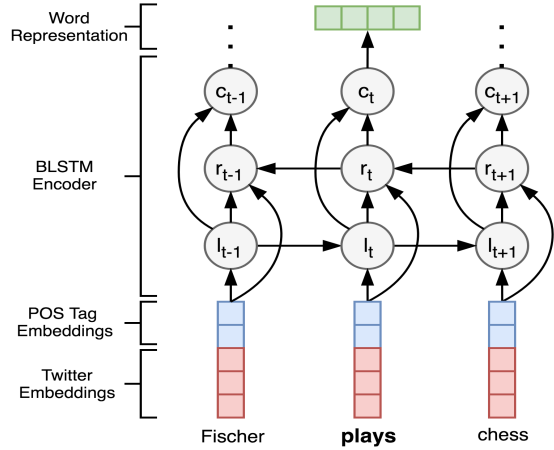 Word
Representation
c_{t-1} c_t c_{t+1}
BLSTM
Encoder
r_{t-1} r_t r_{t+1}
l_{t-1} l_t l_{t+1}
POS Tag
Embeddings
Twitter
Embeddings
Fischer plays chess